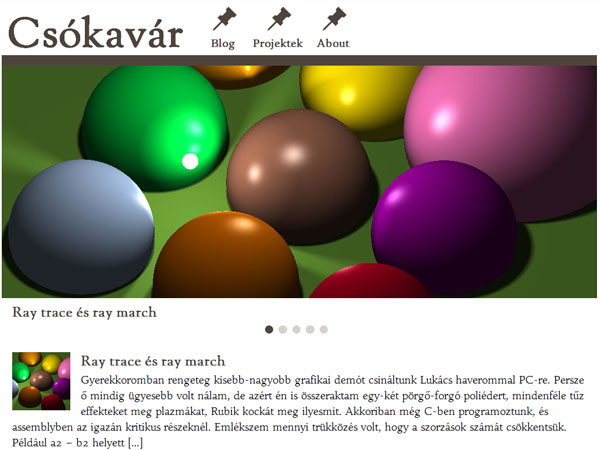 Csókavár
Blog Projektek About
Ray trace és ray march
Ray trace és ray march
Gyerekkoromban rengeteg kisebb-nagyobb grafikai demót csináltunk Lukács haverommal PC-re. Persze
ő mindig ügyesebb volt nálam, de azért én is összeraktam egy-két pörgő-forgó poliédert, mindenféle tűz
effekteket meg plazmákat, Rubik kockát meg ilyesmit. Akkoriban még C-ben programoztunk, és
assemblyben az igazán kritikus részeknél. Emlékszem mennyi trükközés volt, hogy a szorzások számát csökkentsük.
Például a2 – b2 helyett [...]